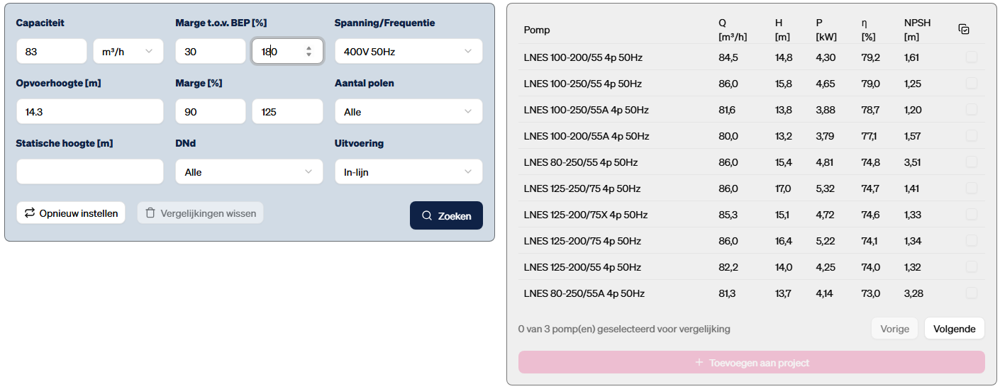 Capaciteit Marge t.o.v. BEP [%] Spanning/Frequentie
83 m³/h 30 180 400V 50Hz
Opvoerhoogte [m] Marge [%] Aantal polen
14.3 90 125 Alle
Statische hoogte [m] DNd Uitvoering
Alle In-lijn
Opnieuw instellen Vergelijkingen wissen Zoeken
Pomp Q [m³/h] H [m] P [kW] η [%] NPSH [m]
LNES 100-200/55 4p 50Hz 84,5 14,8 4,30 79,2 1,61
LNES 100-250/55 4p 50Hz 86,0 15,8 4,65 79,0 1,25
LNES 100-250/55A 4p 50Hz 81,6 13,8 3,88 78,7 1,20
LNES 100-200/55A 4p 50Hz 80,0 13,2 3,79 77,1 1,57
LNES 80-250/55 4p 50Hz 86,0 15,4 4,81 74,8 3,51
LNES 125-250/75 4p 50Hz 86,0 17,0 5,32 74,7 1,41
LNES 125-200/75X 4p 50Hz 85,3 15,1 4,72 74,6 1,33
LNES 125-200/75 4p 50Hz 86,0 16,4 5,22 74,1 1,34
LNES 125-200/55 4p 50Hz 82,2 14,0 4,25 74,0 1,32
LNES 80-250/55A 4p 50Hz 81,3 13,7 4,14 73,0 3,28
0 van 3 pomp(en) geselecteerd voor vergelijking Vorige Volgende
+ Toevoegen aan project